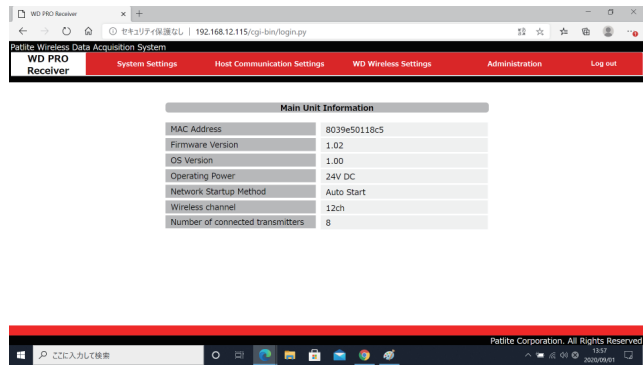 WD PRO Receiver
セキュリティ保護なし | 192.168.12.115/cgi-bin/login.py
Patlite Wireless Data Acquisition System
WD PRO Receiver
System Settings
Host Communication Settings
WD Wireless Settings
Administration
Log out
Main Unit Information
MAC Address 8039e50118c5
Firmware Version 1.02
OS Version 1.00
Operating Power 24V DC
Network Startup Method Auto Start
Wireless channel 12ch
Number of connected transmitters 8
Patlite Corporation. All Rights Reserved
ここに入力して検索
13:57
2020/09/01